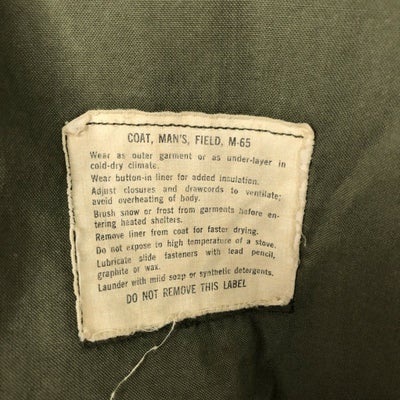 COAT, MAN'S, FIELD, M-65
Wear as outer garment or as under-layer in
cold-dry climate.
Wear button-in liner for added insulation.
Adjust closures and drawcords to ventilate;
avoid overheating of body.
Brush snow or frost from garments before en-
tering heated shelters.
Remove liner from coat for faster drying.
Do not expose to high temperature of a stove.
Lubricate slide fasteners with lead pencil,
graphite or wax.
Launder with mild soap or synthetic detergents.
DO NOT REMOVE THIS LABEL